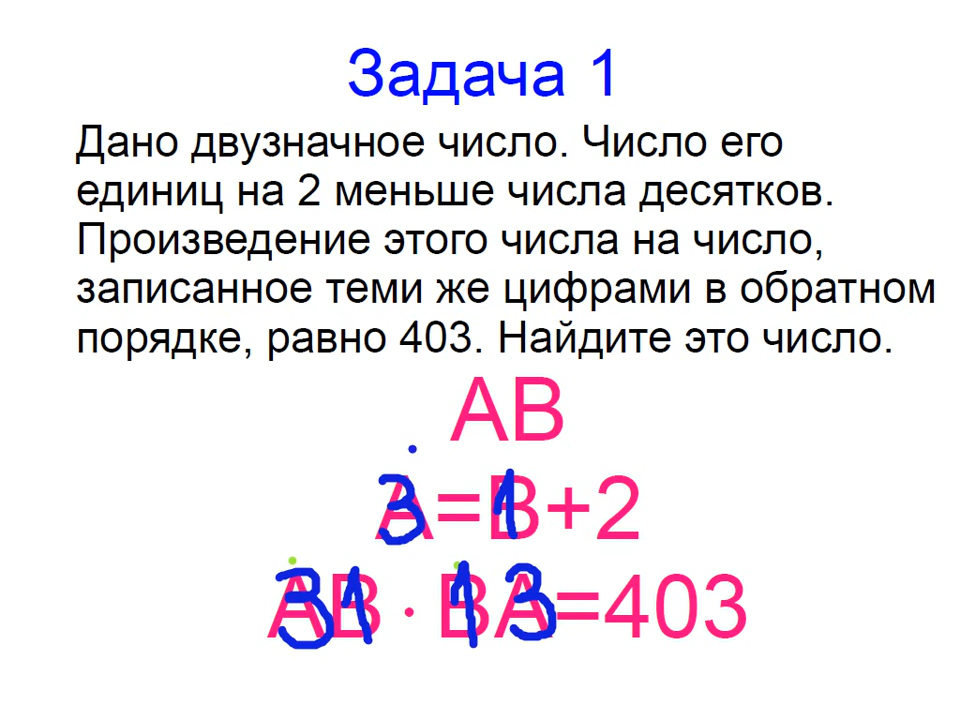 Задача 1
Дано двузначное число. Число его
единиц на 2 меньше числа десятков.
Произведение этого числа на число,
записанное теми же цифрами в обратном
порядке, равно 403. Найдите это число.
AB
A=B+2
3 1
AB · BA=403
31 13